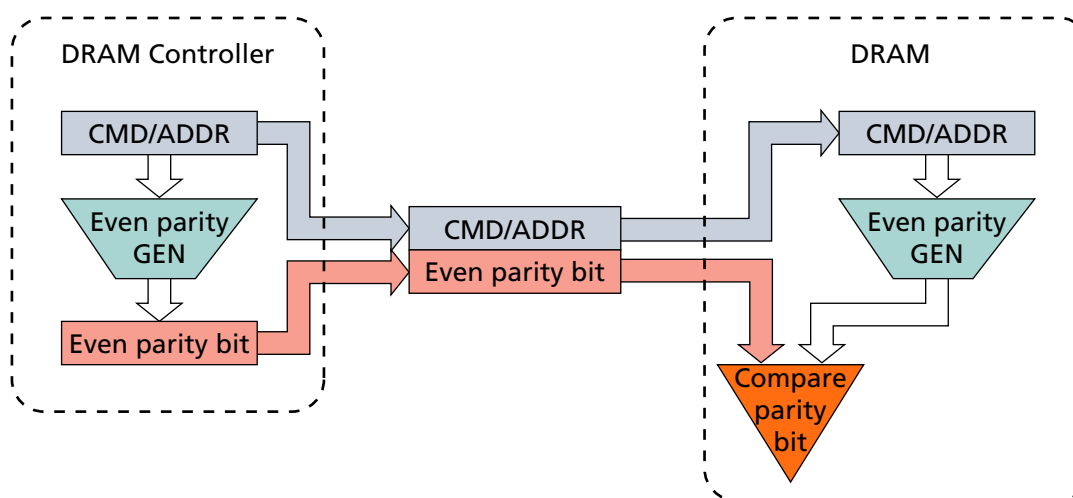 DRAM Controller
CMD/ADDR
Even parity
GEN
Even parity bit
CMD/ADDR
Even parity bit
DRAM
CMD/ADDR
Even parity
GEN
Compare
parity
bit